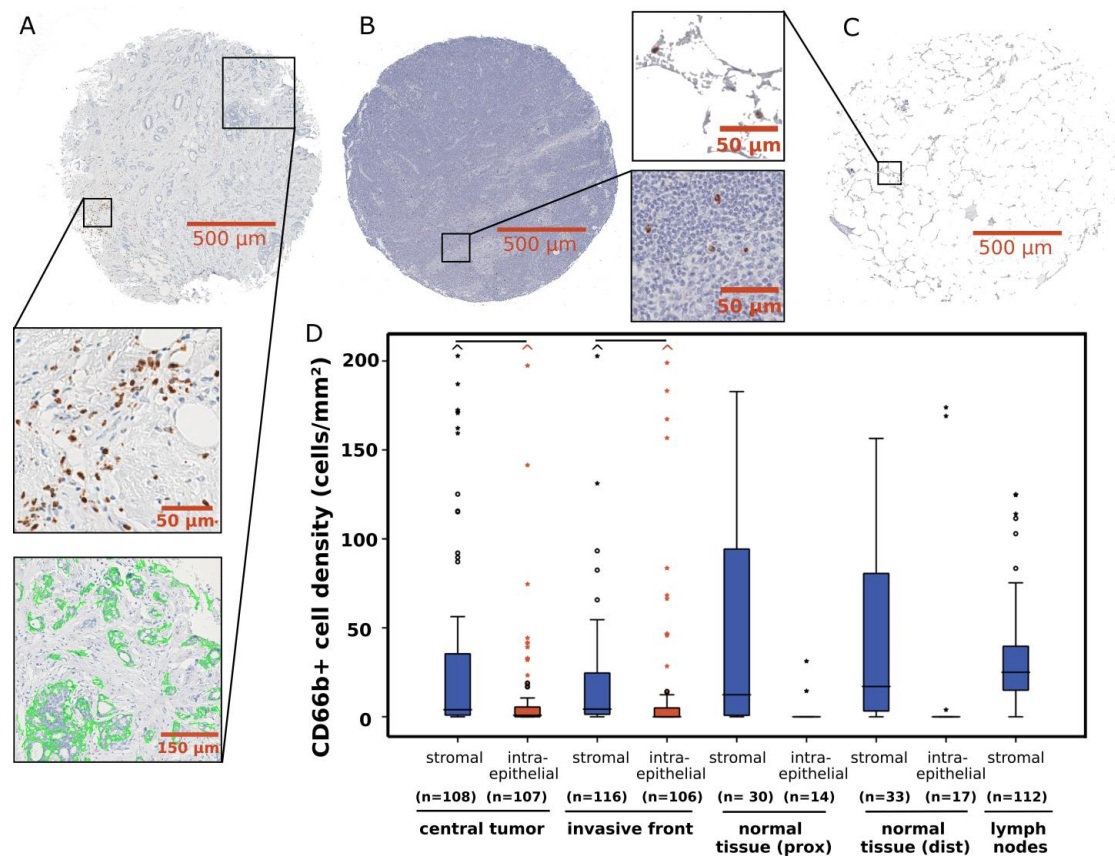 A
B
C
50 µm
500 µm
500 µm
50 µm
500 µm
50 µm
150 µm
D
CD66b+ cell density (cells/mm²)
200
150
100
50
0
stromal
intra-
epithelial
stromal
intra-
epithelial
stromal
intra-
epithelial
stromal
intra-
epithelial
stromal
(n=108)
(n=107)
(n=116)
(n=106)
(n= 30)
(n=14)
(n=33)
(n=17)
(n=112)
central tumor
invasive front
normal
tissue (prox)
normal
tissue (dist)
lymph
nodes